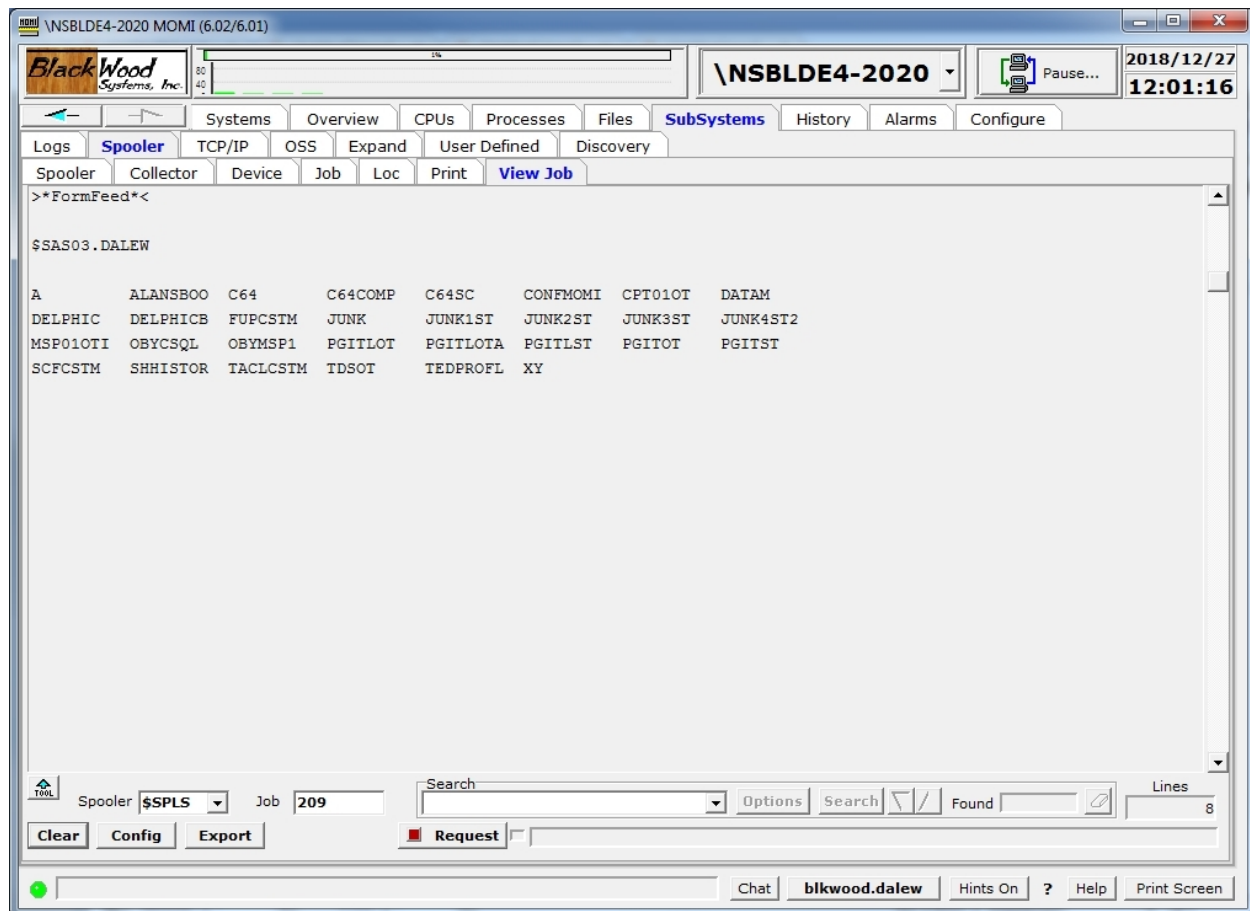 \NSBLDE4-2020 MOMI (6.02/6.01)
BlackWood
Systems, Inc.
1%
80
40
\NSBLDE4-2020
Pause...
2018/12/27
12:01:16
Systems Overview CPUs Processes Files SubSystems History Alarms Configure
Logs Spooler TCP/IP OSS Expand User Defined Discovery
Spooler Collector Device Job Loc Print View Job
>*FormFeed*<
$SAS03.DALEW
A ALANSBOO C64 C64COMP C64SC CONFMOMI CPT01OT DATAM
DELPHIC DELPHICB FUPCSTM JUNK JUNK1ST JUNK2ST JUNK3ST JUNK4ST2
MSP01OTI OBYCSQL OBYMSP1 PGITLOT PGITLOTA PGITLST PGITOT PGITST
SCFCSTM SHHISTOR TACLCSTM TDSOT TEDPROFL XY
TOOL
Spooler $SPLS Job 209
Search
Options Search Found
Lines
8
Clear Config Export Request
Chat blkwood.dalew Hints On ? Help Print Screen